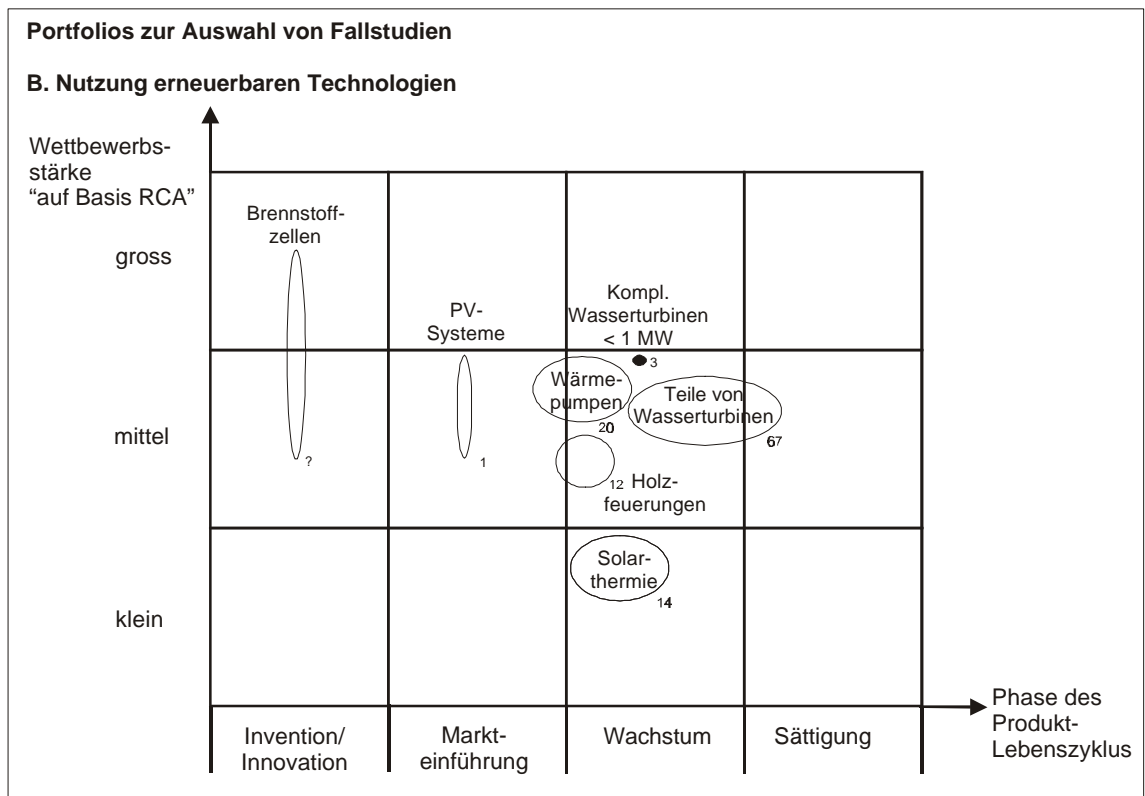 Portfolios zur Auswahl von Fallstudien
B. Nutzung erneuerbaren Technologien
Wettbewerbs-
stärke
“auf Basis RCA”
gross
mittel
klein
Brennstoff-
zellen
?
PV-
Systeme
1
Kompl.
Wasserturbinen
< 1 MW
3
Wärme-
pumpen
20
Teile von
Wasserturbinen
67
12 Holz-
feuerungen
Solar-
thermie
14
Invention/
Innovation
Markt-
einführung
Wachstum
Sättigung
Phase des
Produkt-
Lebenszyklus